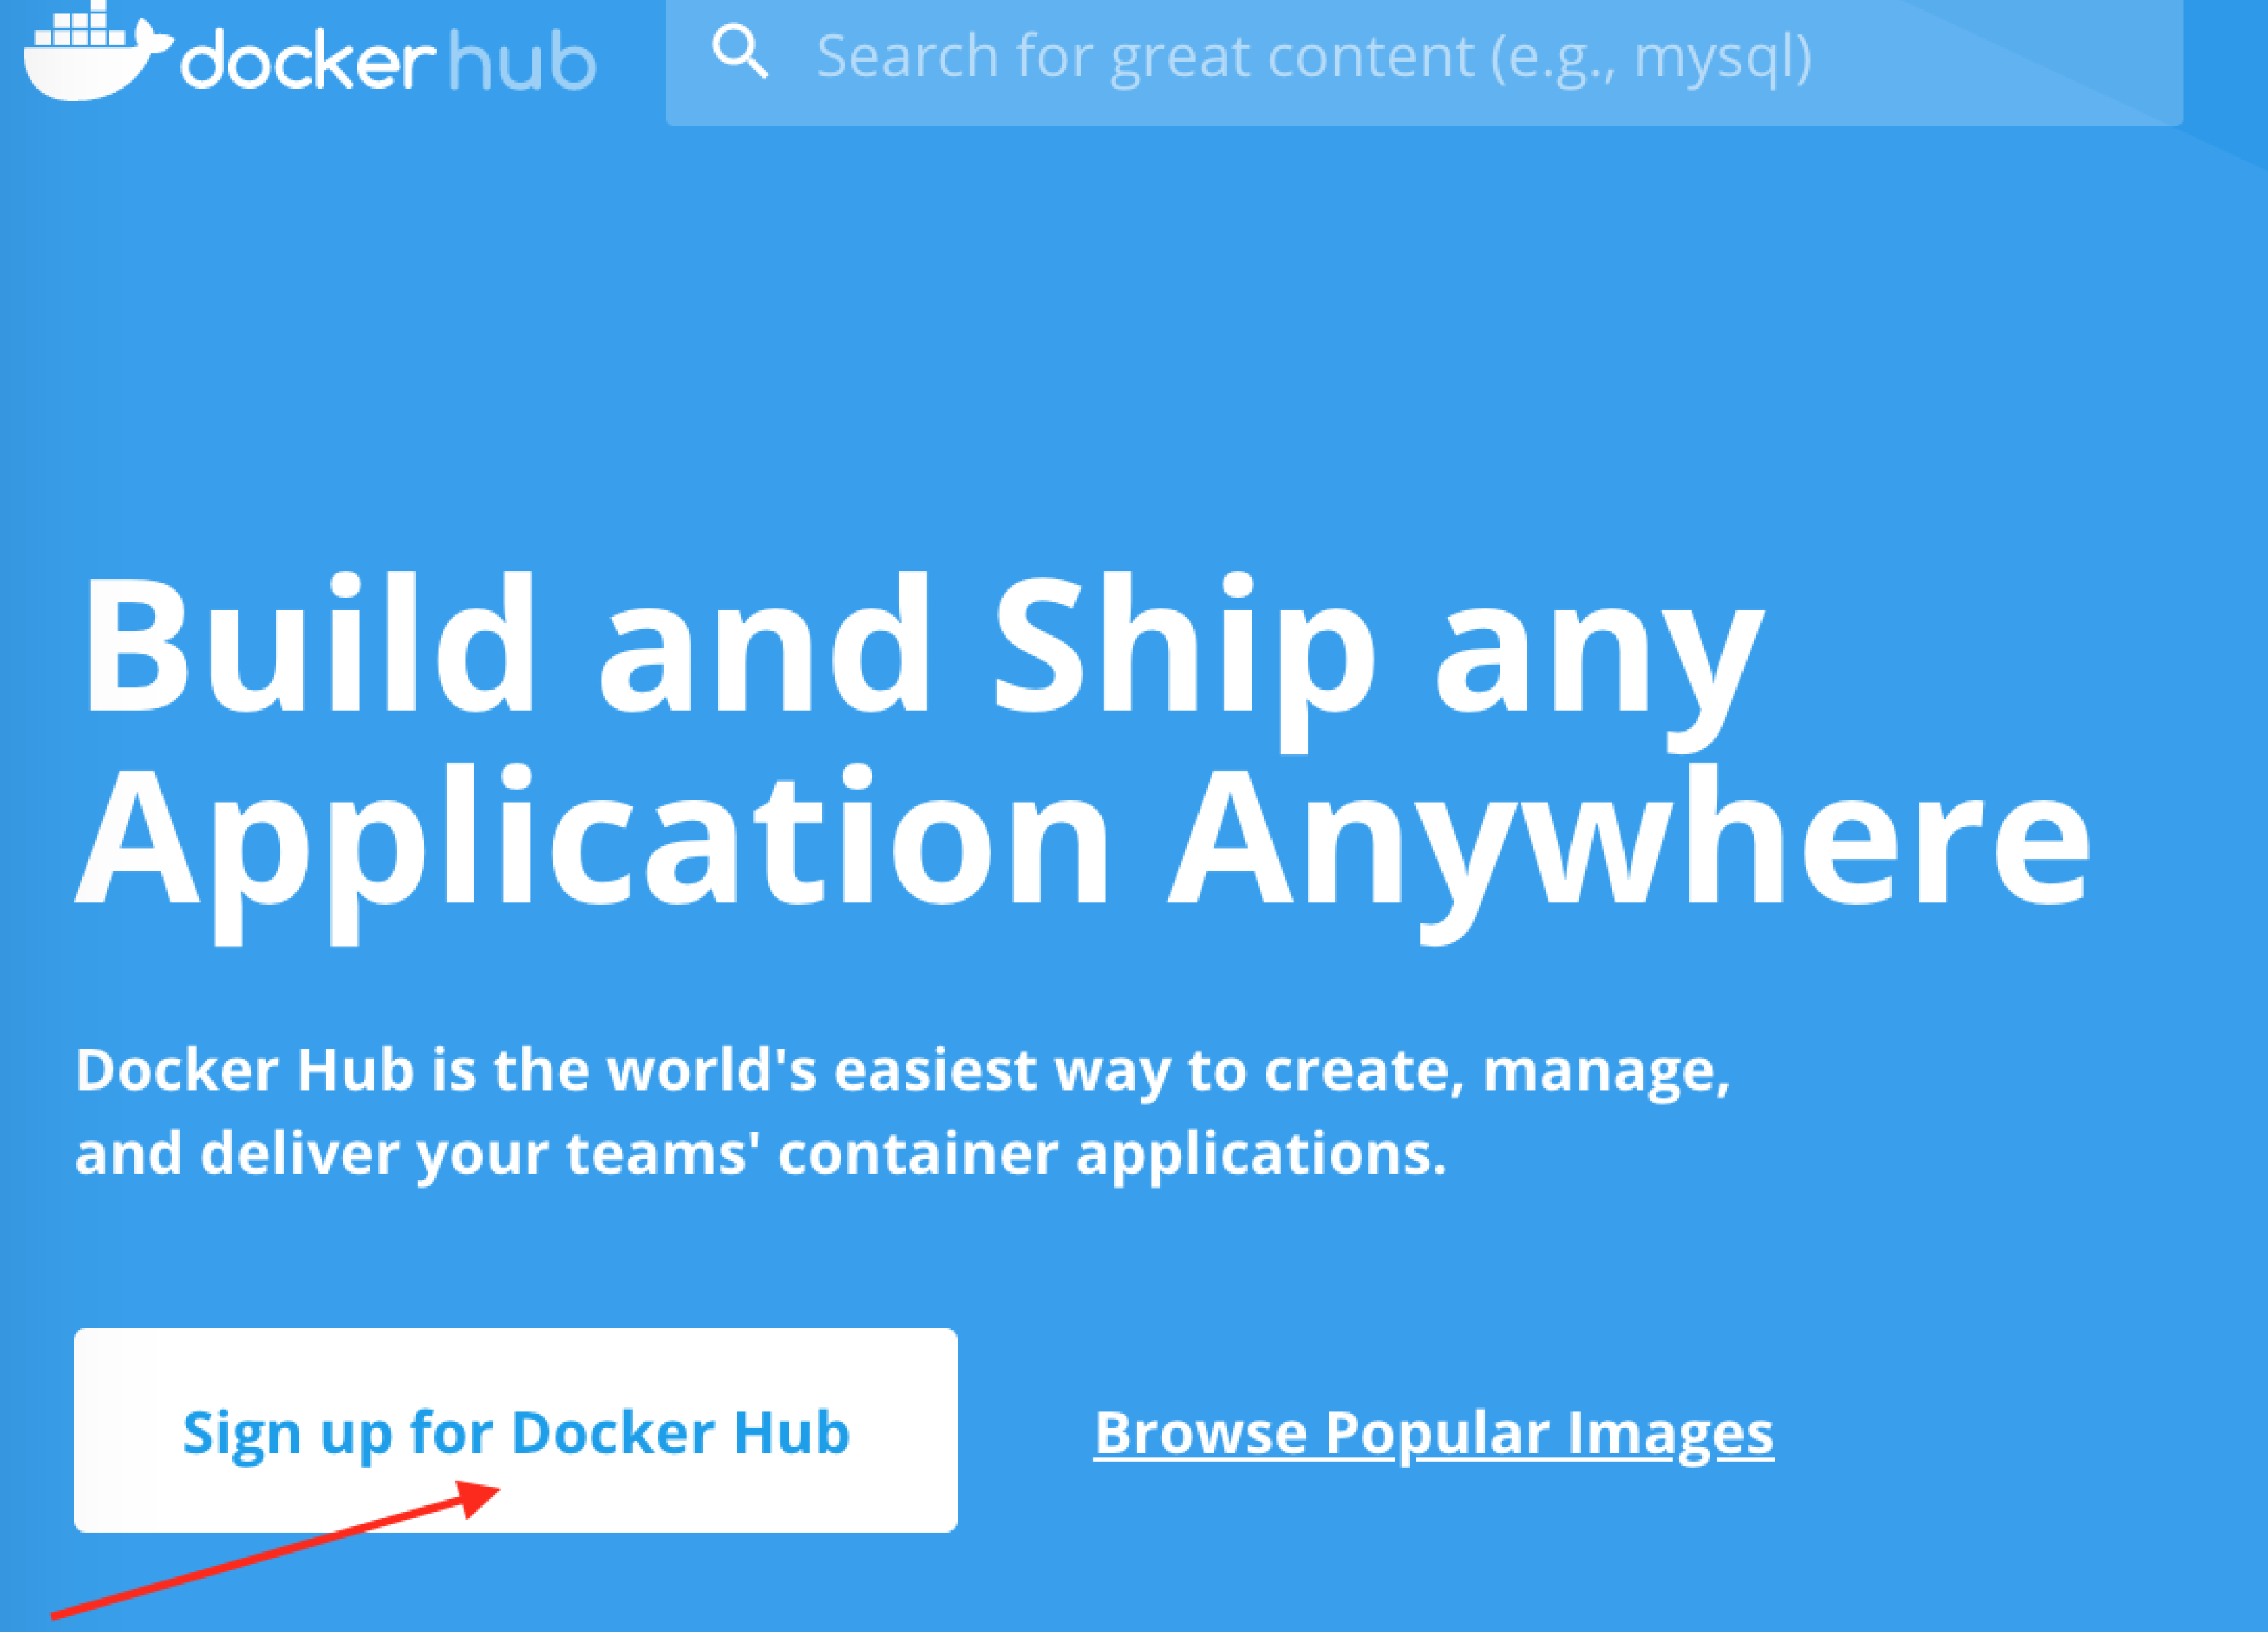 docker hub
Search for great content (e.g., mysql)
Build and Ship any
Application Anywhere
Docker Hub is the world's easiest way to create, manage,
and deliver your teams' container applications.
Sign up for Docker Hub
Browse Popular Images